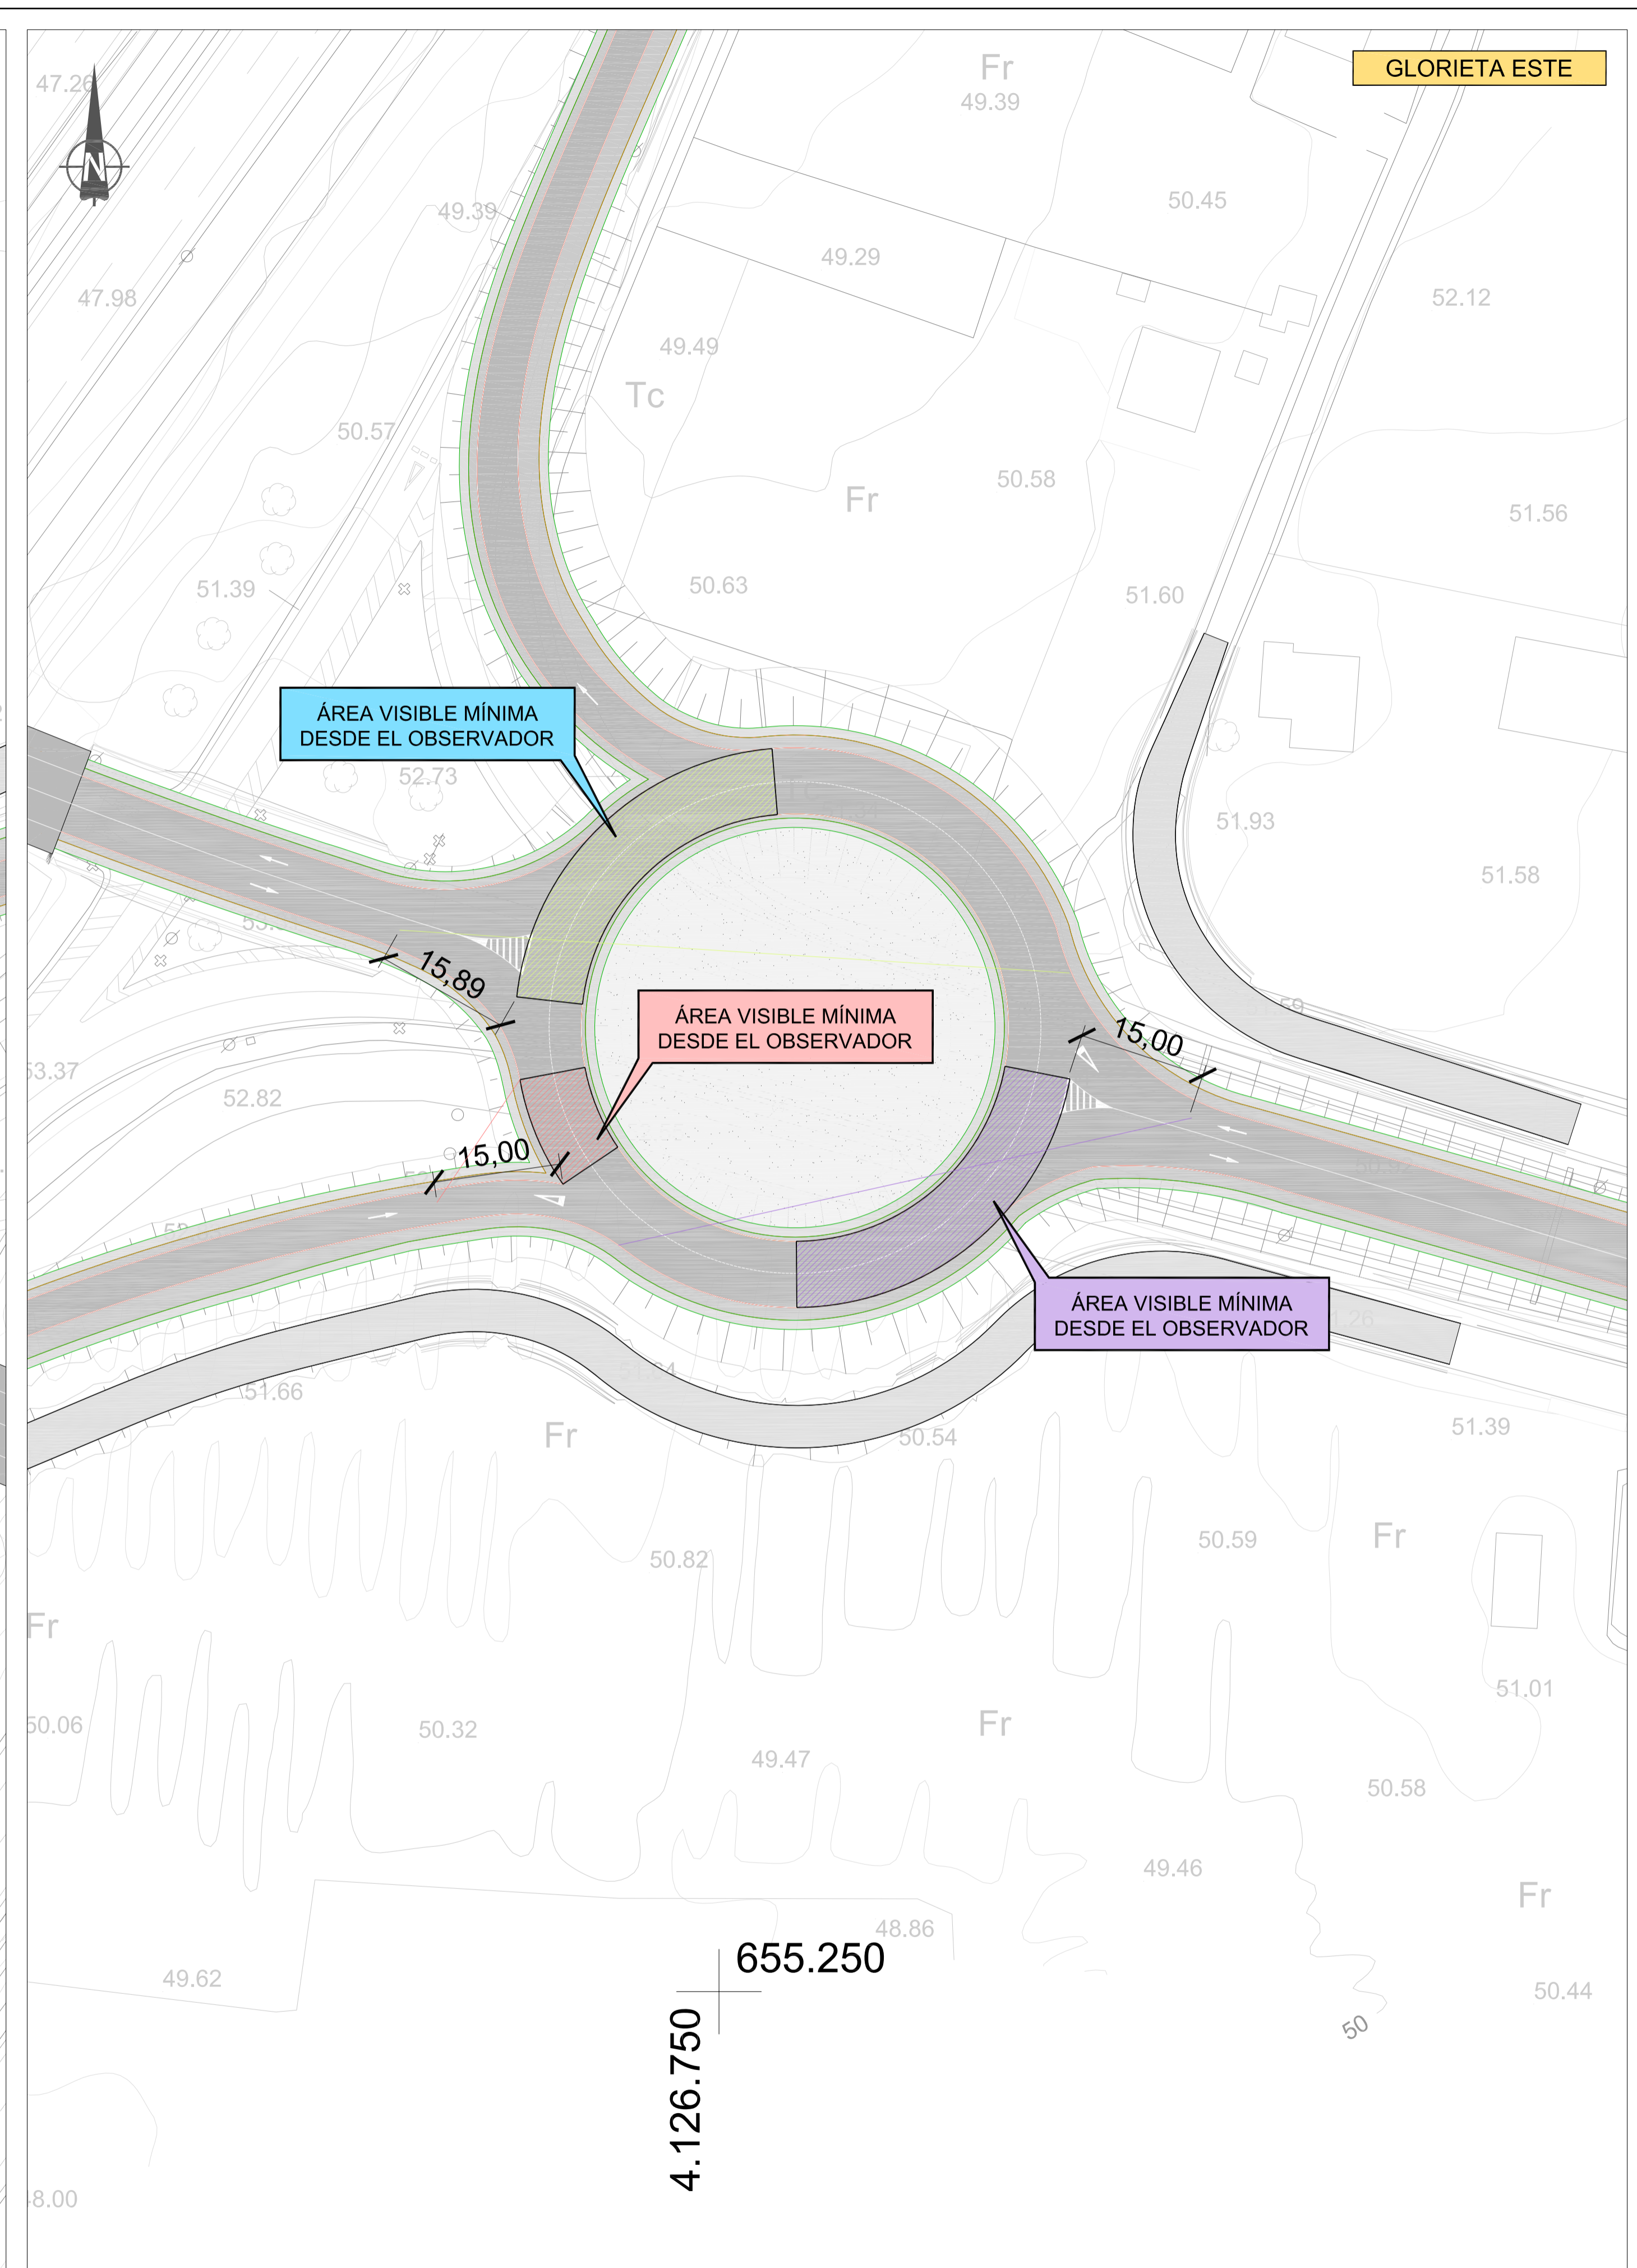 GLORIETA ESTE
Fr
47.26
49.39
N
50.45
49.39
49.29
47.98
52.12
49.49
Tc
50.57
50.58
Fr
51.56
51.39
50.63
51.60
ÁREA VISIBLE MÍNIMA
DESDE EL OBSERVADOR
52.73
51.93
51.58
15,89
ÁREA VISIBLE MÍNIMA
DESDE EL OBSERVADOR
15,00
53.37
52.82
15,00
ÁREA VISIBLE MÍNIMA
DESDE EL OBSERVADOR
51.66
Fr
50.54
51.39
50.82
50.59
Fr
Fr
51.01
50.06
50.32
Fr
49.47
50.58
49.46
Fr
48.86
655.250
49.62
50.44
50
4.126.750
48.00